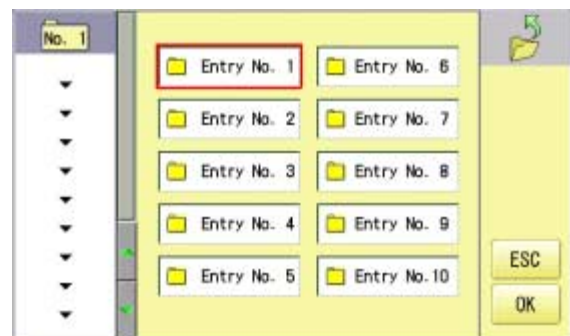 No. 1
Entry No. 1
Entry No. 2
Entry No. 3
Entry No. 4
Entry No. 5
Entry No. 6
Entry No. 7
Entry No. 8
Entry No. 9
Entry No.10
ESC
OK